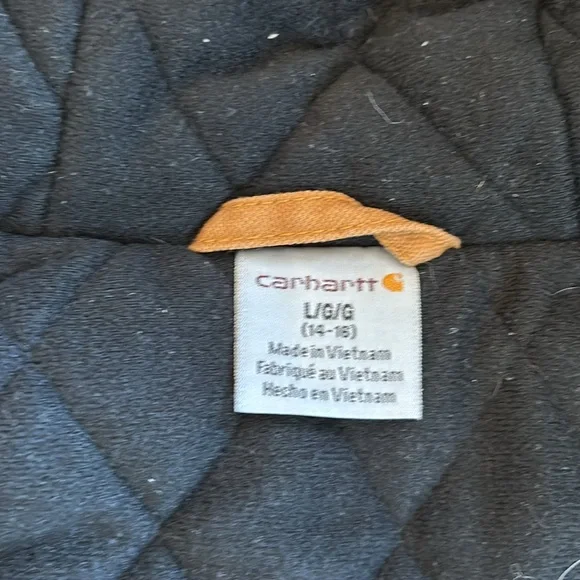 carhartt
L/G/G
(14-16)
Made in Vietnam
Fabriqué au Vietnam
Hecho en Vietnam